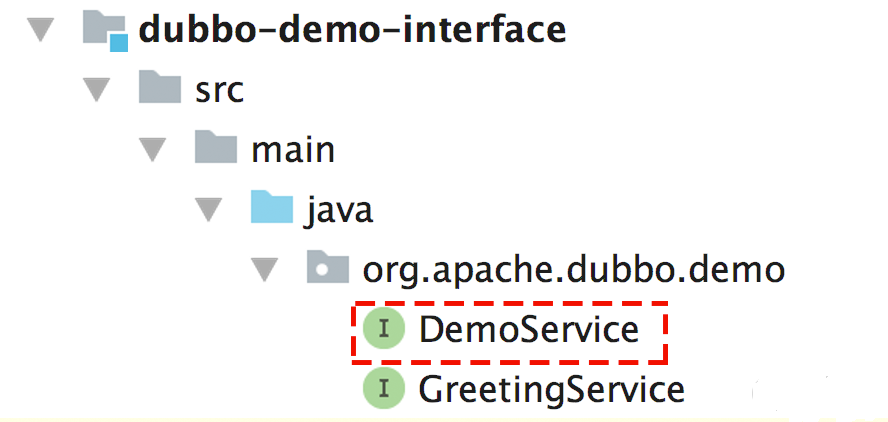 dubbo-demo-interface
src
main
java
org.apache.dubbo.demo
I DemoService
I GreetingService